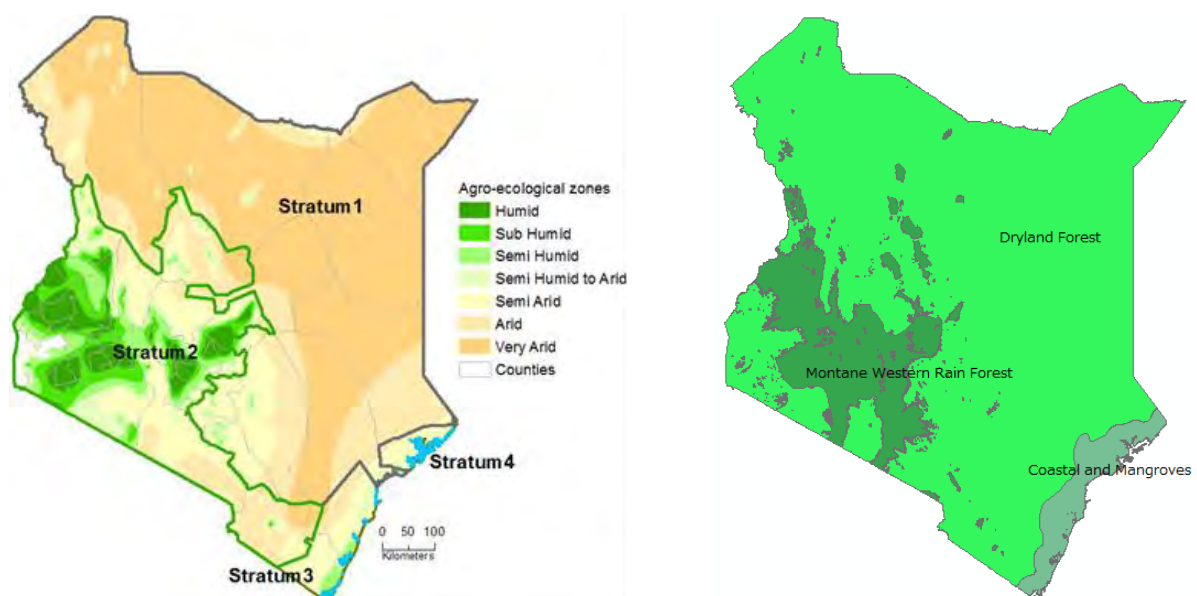 Stratum 1
Agro-ecological zones
Humid
Sub Humid
Semi Humid
Semi Humid to Arid
Semi Arid
Arid
Very Arid
Counties
Stratum 2
Stratum 4
0 50 100
Kilometers
Stratum 3
Dryland Forest
Montane Western Rain Forest
Coastal and Mangroves